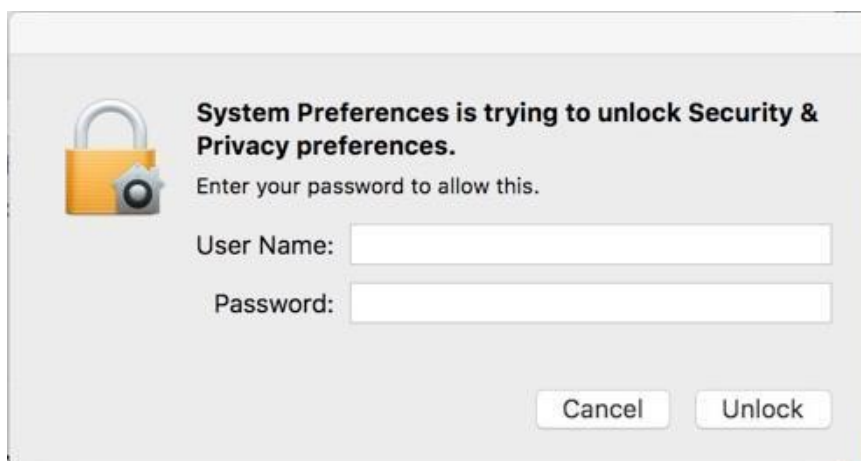 System Preferences is trying to unlock Security &
Privacy preferences.
Enter your password to allow this.
User Name:
Password:
Cancel
Unlock